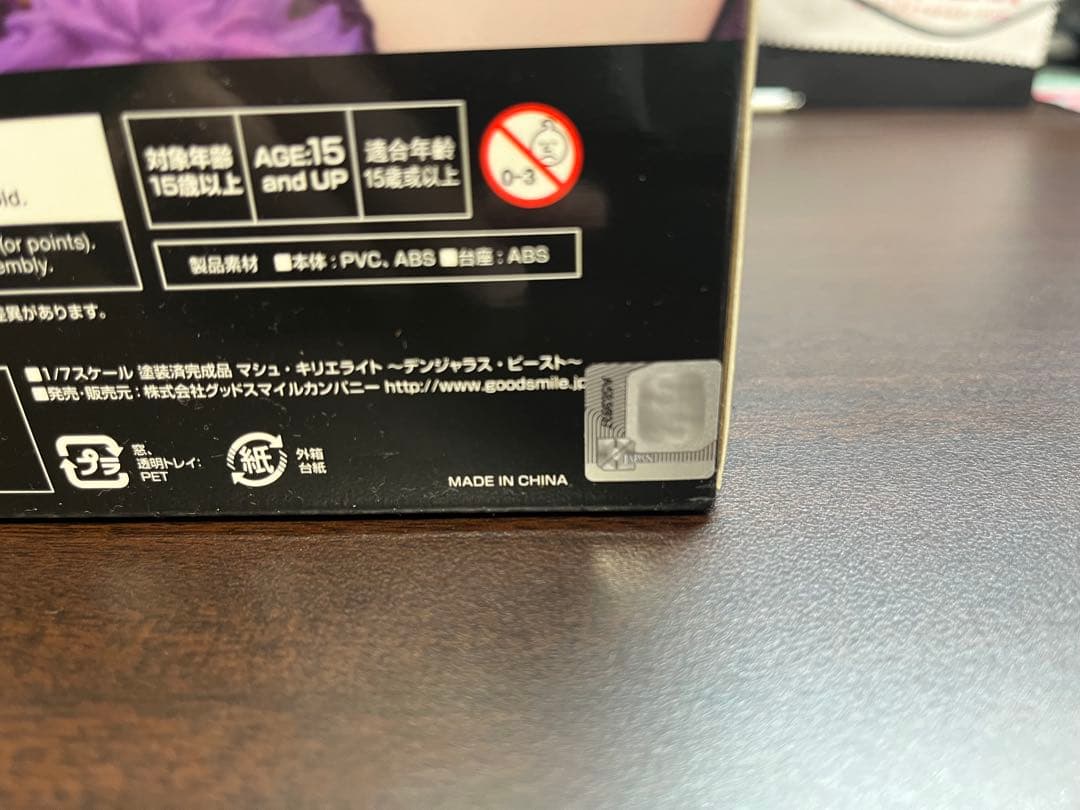 対象年齢
15歳以上
AGE:15
and UP
適合年齢
15歳或以上
0-3
ld.
(or points).
embly.
製品素材 ■本体：PVC、ABS ■台座：ABS
差異があります。
■1/7スケール 塗装済完成品 マシュ・キリエライト ～デンジャラス・ビースト～
■発売・販売元：株式会社グッドスマイルカンパニー http://www.goodsmile.jp
プラ
窓、
透明トレイ：
PET
紙
外箱
台紙
MADE IN CHINA
JAPAN